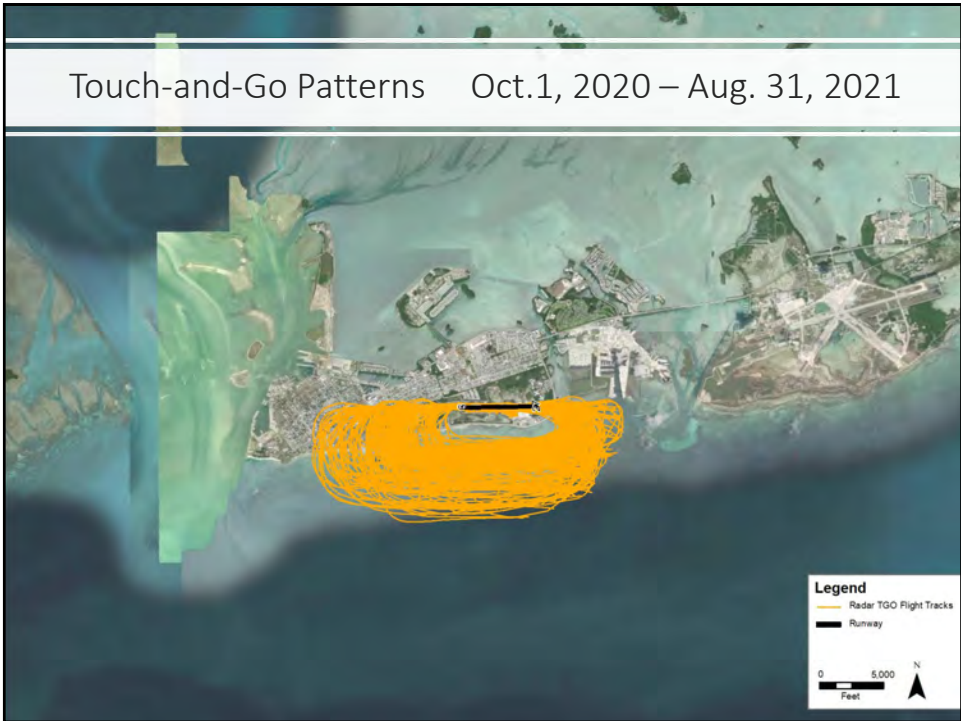 Touch-and-Go Patterns Oct.1, 2020 – Aug. 31, 2021
Legend
Radar TGO Flight Tracks
Runway
0 5,000
Feet
N